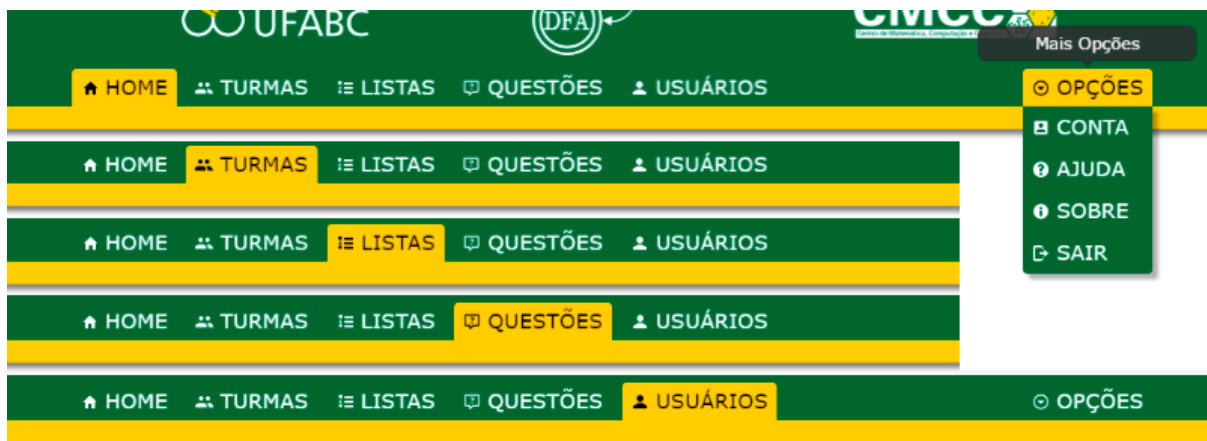 UFABC
DFA
CMCC
Mais Opções
HOME TURMAS LISTAS QUESTÕES USUÁRIOS OPÇÕES
CONTA
HOME TURMAS LISTAS QUESTÕES USUÁRIOS
AJUDA
SOBRE
HOME TURMAS LISTAS QUESTÕES USUÁRIOS
SAIR
HOME TURMAS LISTAS QUESTÕES USUÁRIOS
HOME TURMAS LISTAS QUESTÕES USUÁRIOS OPÇÕES